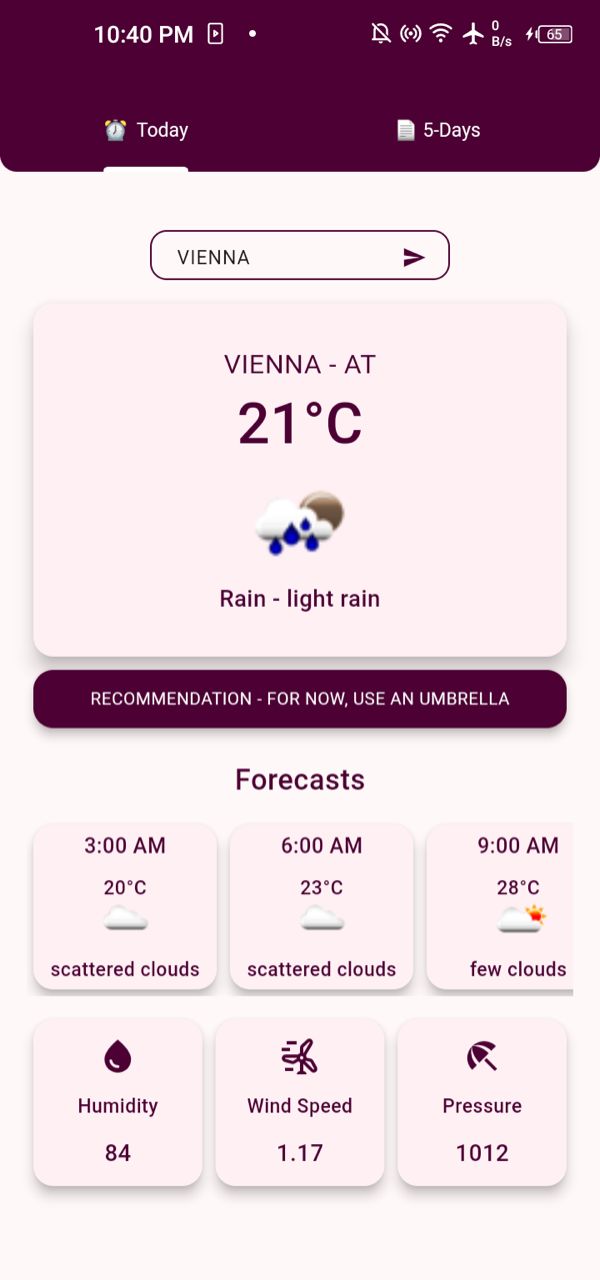 10:40 PM
0
B/s
65
Today
5-Days
VIENNA
VIENNA - AT
21°C
Rain - light rain
RECOMMENDATION - FOR NOW, USE AN UMBRELLA
Forecasts
3:00 AM 6:00 AM 9:00 AM
20°C 23°C 28°C
scattered clouds scattered clouds few clouds
Humidity Wind Speed Pressure
84 1.17 1012